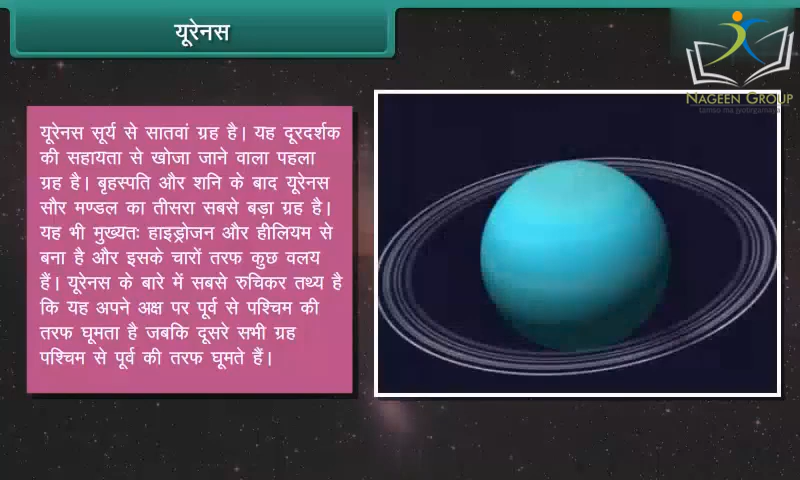 यूरेनस
NAGEEN GROUP
यूरेनस सूर्य से सातवां ग्रह है। यह दूरदर्शक
की सहायता से खोजा जाने वाला पहला
ग्रह है। बृहस्पति और शनि के बाद यूरेनस
सौर मण्डल का तीसरा सबसे बड़ा ग्रह है।
यह भी मुख्यतः हाइड्रोजन और हीलियम से
बना है और इसके चारों तरफ कुछ वलय
हैं। यूरेनस के बारे में सबसे रुचिकर तथ्य है
कि यह अपने अक्ष पर पूर्व से पश्चिम की
तरफ घूमता है जबकि दूसरे सभी ग्रह
पश्चिम से पूर्व की तरफ घूमते हैं।